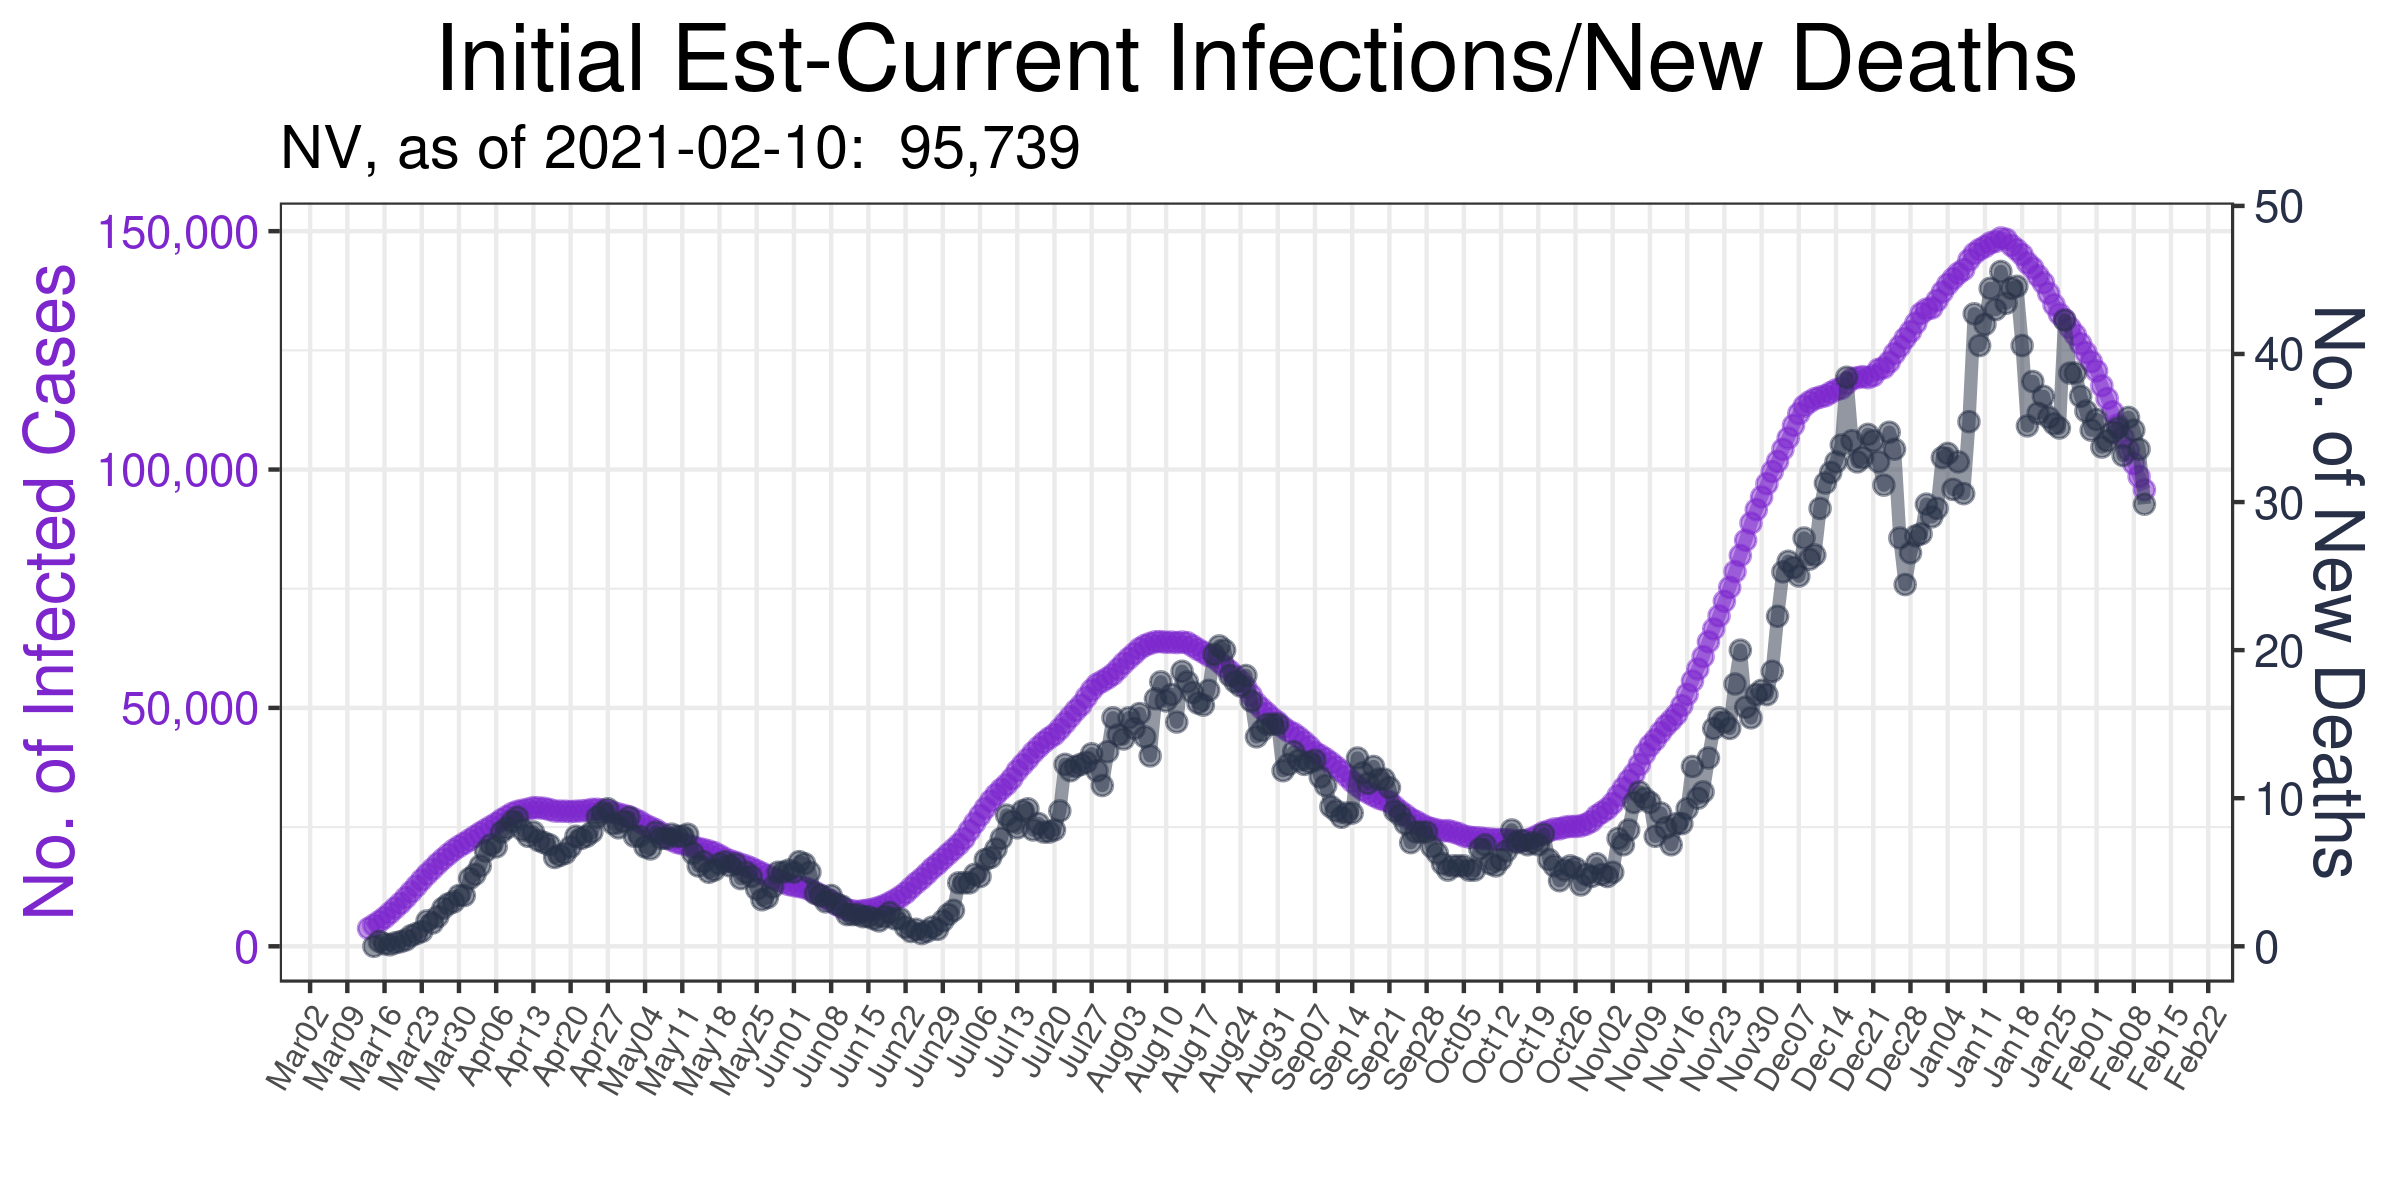 Initial Est-Current Infections/New Deaths
NV, as of 2021-02-10:  95,739
No. of Infected Cases
150,000
100,000
50,000
0
50
40
30
20
10
0
No. of New Deaths
Mar02
Mar09
Mar16
Mar23
Mar30
Apr06
Apr13
Apr20
Apr27
May04
May11
May18
May25
Jun01
Jun08
Jun15
Jun22
Jun29
Jul06
Jul13
Jul20
Jul27
Aug03
Aug10
Aug17
Aug24
Aug31
Sep07
Sep14
Sep21
Sep28
Oct05
Oct12
Oct19
Oct26
Nov02
Nov09
Nov16
Nov23
Nov30
Dec07
Dec14
Dec21
Dec28
Jan04
Jan11
Jan18
Jan25
Feb01
Feb08
Feb15
Feb22